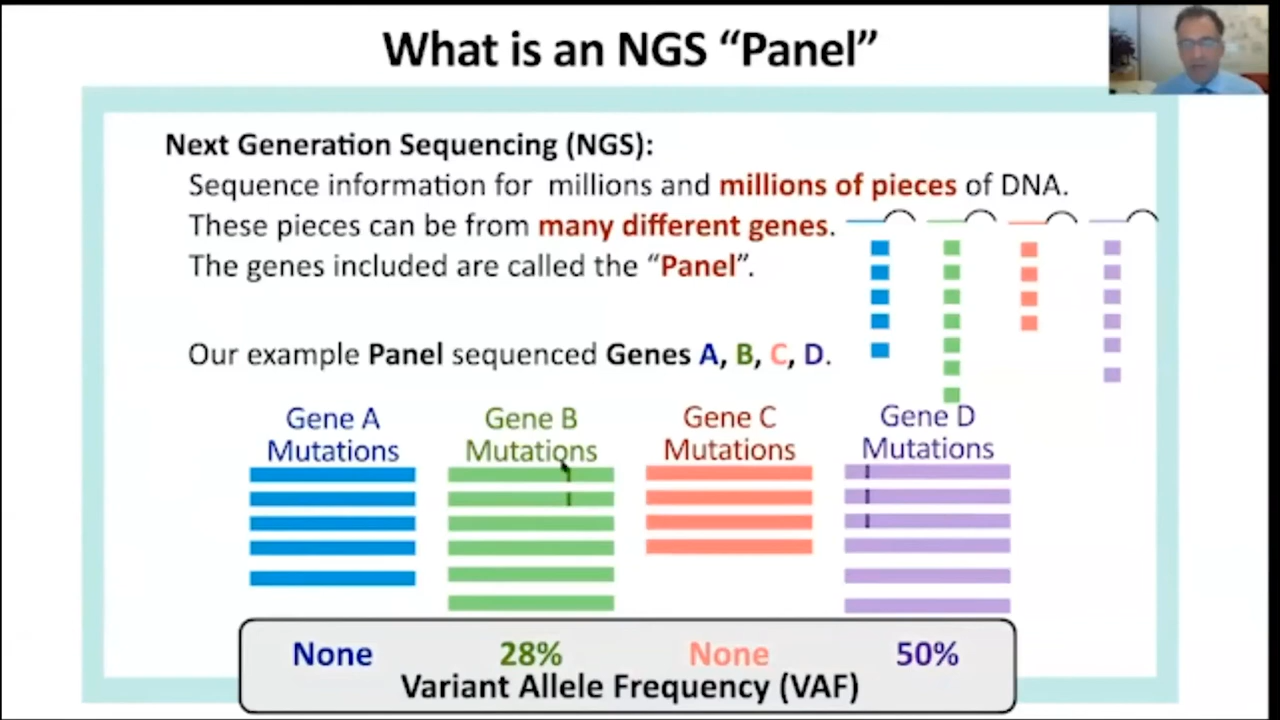 What is an NGS “Panel”
Next Generation Sequencing (NGS):
Sequence information for millions and millions of pieces of DNA.
These pieces can be from many different genes.
The genes included are called the “Panel”.
Our example Panel sequenced Genes A, B, C, D.
Gene A Mutations
Gene B Mutations
Gene C Mutations
Gene D Mutations
None 28% None 50%
Variant Allele Frequency (VAF)